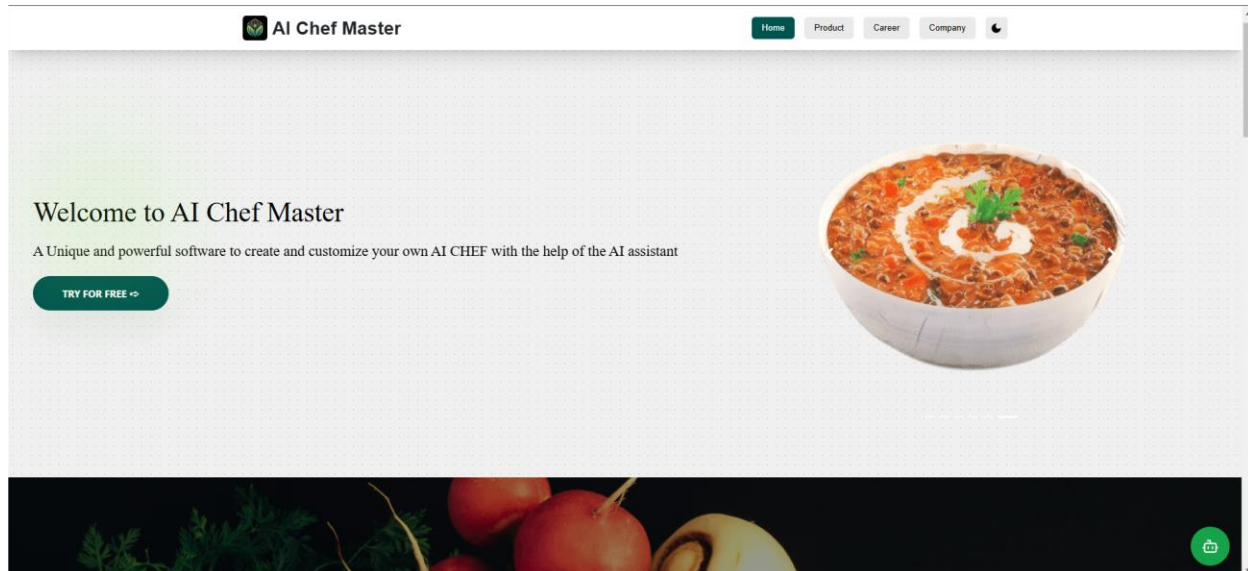 AI Chef Master
Home Product Career Company
Welcome to AI Chef Master
A Unique and powerful software to create and customize your own AI CHEF with the help of the AI assistant
TRY FOR FREE ➪